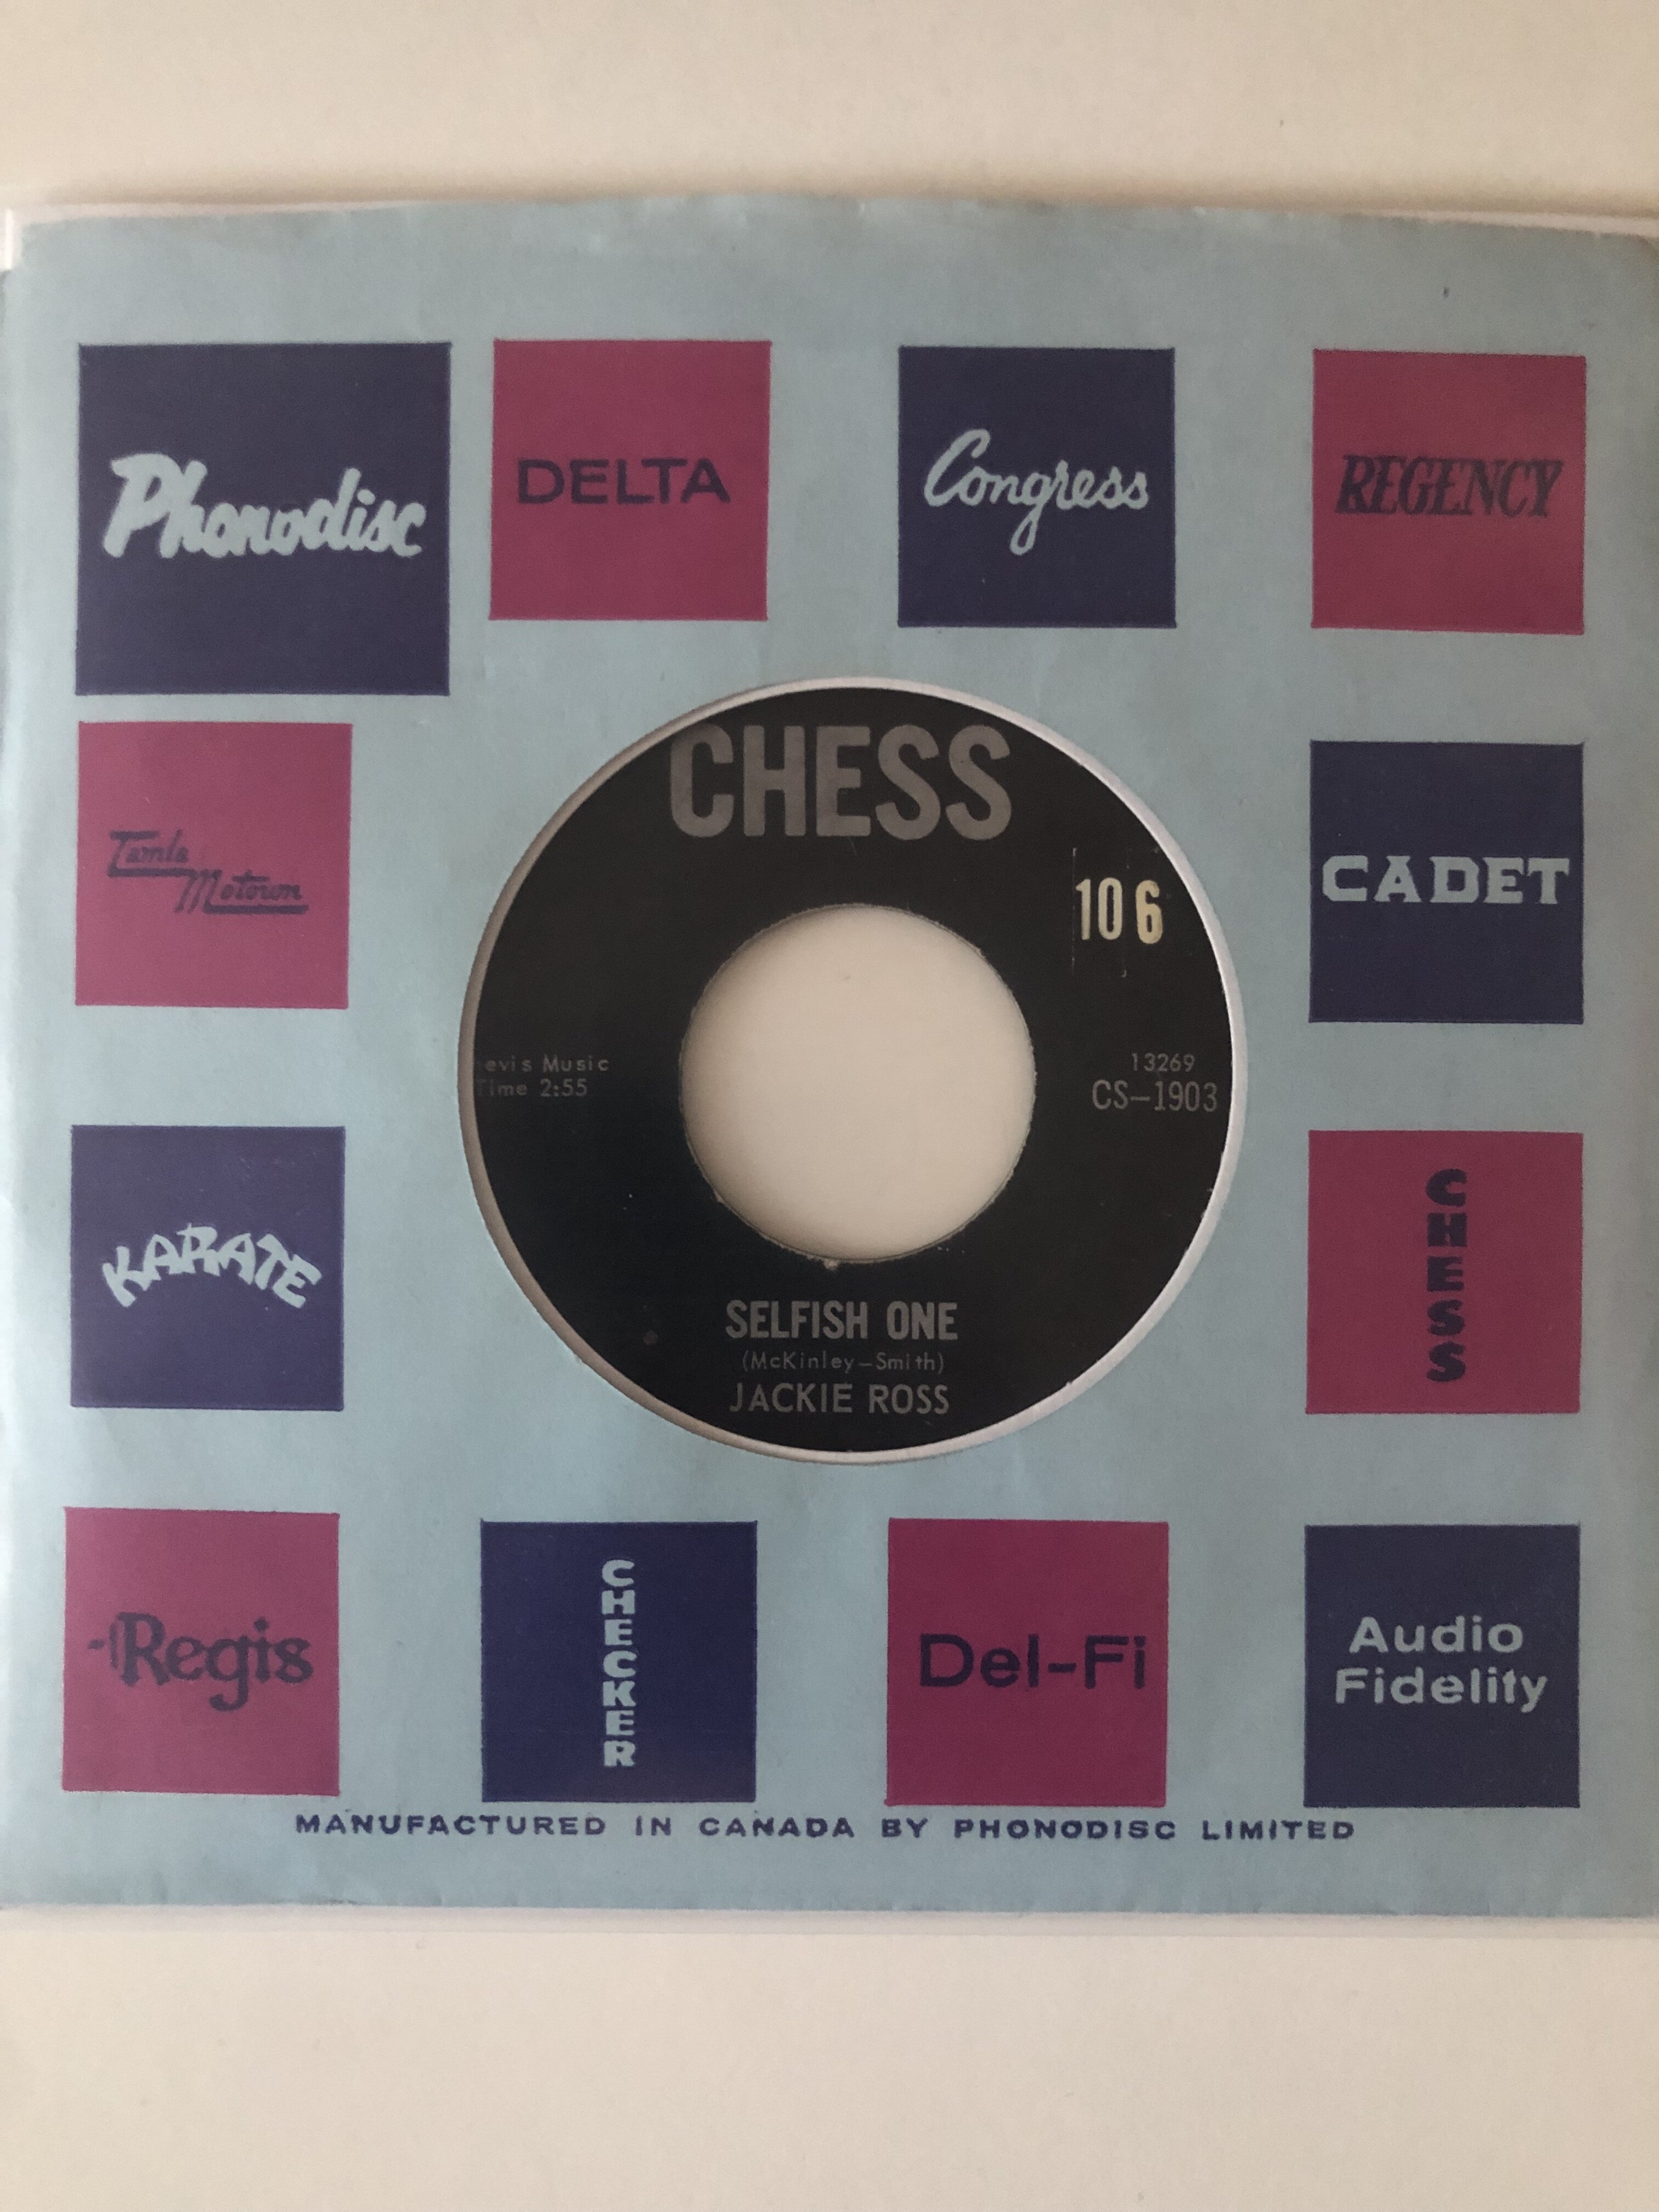 Phonodisc
DELTA
Congress
REGENCY
Tamla
Motown
CADET
CHESS
106
Music
Time 2:55
13269
CS-1903
SELFISH ONE
(McKinley-Smith)
JACKIE ROSS
KARATE
CHESS
Regis
CHECKER
Del-Fi
Audio
Fidelity
MANUFACTURED IN CANADA BY PHONODISC LIMITED